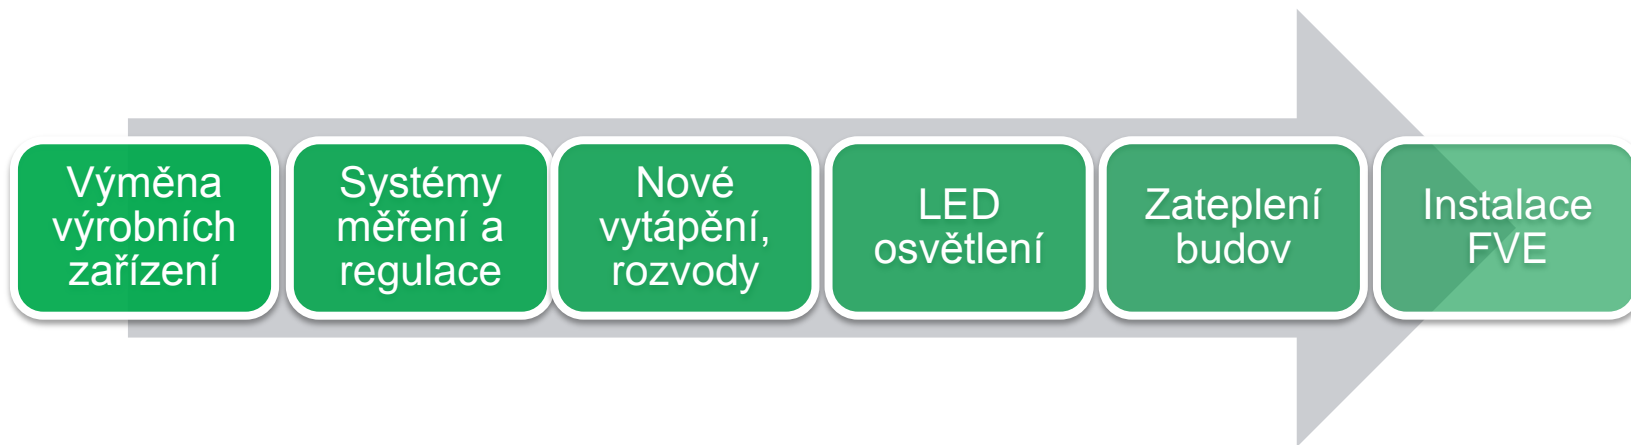 Výměna
výrobních
zařízení
Systémy
měření a
regulace
Nové
vytápění,
rozvody
LED
osvětlení
Zateplení
budov
Instalace
FVE